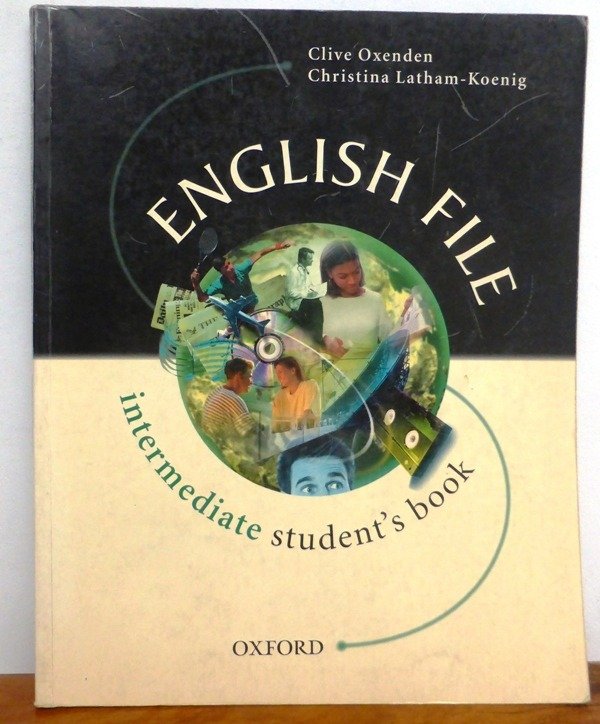 Clive Oxenden
Christina Latham-Koenig
ENGLISH FILE
intermediate student's book
OXFORD